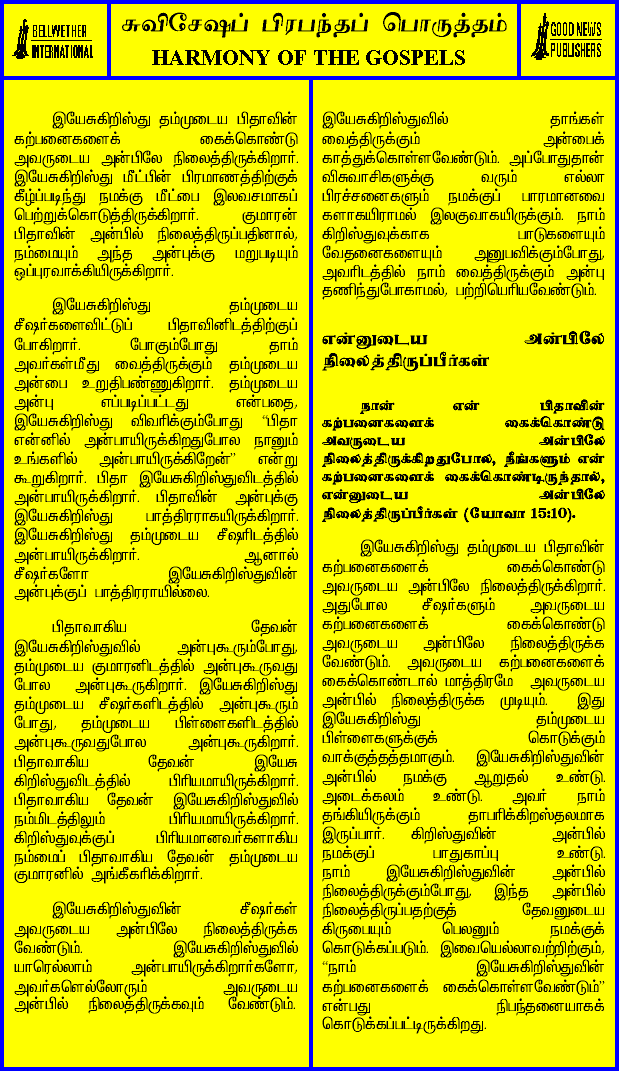 BELLWETHER
INTERNATIONAL
சுவிசேஷப் பிரபந்தப் பொருத்தம்
HARMONY OF THE GOSPELS
GOOD NEWS
PUBLISHERS
இயேசுகிறிஸ்து தம்முடைய பிதாவின்
கற்பனைகளைக் கைக்கொண்டு
அவருடைய அன்பிலே நிலைத்திருக்கிறார்.
இயேசுகிறிஸ்து மீட்பின் பிரமாணத்திற்குக்
கீழ்ப்படிந்து நமக்கு மீட்பை இலவசமாகப்
பெற்றுக்கொடுத்திருக்கிறார். குமாரன்
பிதாவின் அன்பில் நிலைத்திருப்பதினால்,
நம்மையும் அந்த அன்புக்கு மறுபடியும்
ஒப்புரவாக்கியிருக்கிறார்.
இயேசுகிறிஸ்து தம்முடைய
சீஷர்களைவிட்டுப் பிதாவினிடத்திற்குப்
போகிறார். போகும்போது தாம்
அவர்கள்மீது வைத்திருக்கும் தம்முடைய
அன்பை உறுதிபண்ணுகிறார். தம்முடைய
அன்பு எப்படிப்பட்டது என்பதை,
இயேசுகிறிஸ்து விவரிக்கும்போது “பிதா
என்னில் அன்பாயிருக்கிறதுபோல நானும்
உங்களில் அன்பாயிருக்கிறேன்” என்று
கூறுகிறார். பிதா இயேசுகிறிஸ்துவிடத்தில்
அன்பாயிருக்கிறார். பிதாவின் அன்புக்கு
இயேசுகிறிஸ்து பாத்திரராகயிருக்கிறார்.
இயேசுகிறிஸ்து தம்முடைய சீஷரிடத்தில்
அன்பாயிருக்கிறார். ஆனால்
சீஷர்களோ இயேசுகிறிஸ்துவின்
அன்புக்குப் பாத்திரராயில்லை.
பிதாவாகிய தேவன்
இயேசுகிறிஸ்துவில் அன்புகூரும்போது,
தம்முடைய குமாரனிடத்தில் அன்புகூருவது
போல அன்புகூருகிறார். இயேசுகிறிஸ்து
தம்முடைய சீஷர்களிடத்தில் அன்புகூரும்
போது, தம்முடைய பிள்ளைகளிடத்தில்
அன்புகூருவதுபோல அன்புகூருகிறார்.
பிதாவாகிய தேவன் இயேசு
கிறிஸ்துவிடத்தில் பிரியமாயிருக்கிறார்.
பிதாவாகிய தேவன் இயேசுகிறிஸ்துவில்
நம்மிடத்திலும் பிரியமாயிருக்கிறார்.
கிறிஸ்துவுக்குப் பிரியமானவர்களாகிய
நம்மைப் பிதாவாகிய தேவன் தம்முடைய
குமாரனில் அங்கீகரிக்கிறார்.
இயேசுகிறிஸ்துவின் சீஷர்கள்
அவருடைய அன்பிலே நிலைத்திருக்க
வேண்டும். இயேசுகிறிஸ்துவில்
யாரெல்லாம் அன்பாயிருக்கிறார்களோ,
அவர்களெல்லோரும் அவருடைய
அன்பில் நிலைத்திருக்கவும் வேண்டும்.
இயேசுகிறிஸ்துவில் தாங்கள்
வைத்திருக்கும் அன்பைக்
காத்துக்கொள்ளவேண்டும். அப்போதுதான்
விசுவாசிகளுக்கு வரும் எல்லா
பிரச்சனைகளும் நமக்குப் பாரமானவை
களாகயிராமல் இலகுவாகயிருக்கும். நாம்
கிறிஸ்துவுக்காக பாடுகளையும்
வேதனைகளையும் அனுபவிக்கும்போது,
அவரிடத்தில் நாம் வைத்திருக்கும் அன்பு
தணிந்துபோகாமல், பற்றியெரியவேண்டும்.
என்னுடைய அன்பிலே
நிலைத்திருப்பீர்கள்
நான் என் பிதாவின்
கற்பனைகளைக் கைக்கொண்டு
அவருடைய அன்பிலே
நிலைத்திருக்கிறதுபோல, நீங்களும் என்
கற்பனைகளைக் கைக்கொண்டிருந்தால்,
என்னுடைய அன்பிலே
நிலைத்திருப்பீர்கள் (யோவா 15:10).
இயேசுகிறிஸ்து தம்முடைய பிதாவின்
கற்பனைகளைக் கைக்கொண்டு
அவருடைய அன்பிலே நிலைத்திருக்கிறார்.
அதுபோல சீஷர்களும் அவருடைய
கற்பனைகளைக் கைக்கொண்டு
அவருடைய அன்பிலே நிலைத்திருக்க
வேண்டும். அவருடைய கற்பனைகளைக்
கைக்கொண்டால் மாத்திரமே அவருடைய
அன்பில் நிலைத்திருக்க முடியும். இது
இயேசுகிறிஸ்து தம்முடைய
பிள்ளைகளுக்குக் கொடுக்கும்
வாக்குத்தத்தமாகும். இயேசுகிறிஸ்துவின்
அன்பில் நமக்கு ஆறுதல் உண்டு.
அடைக்கலம் உண்டு. அவர் நாம்
தங்கியிருக்கும் தாபரிக்கிறஸ்தலமாக
இருப்பார். கிறிஸ்துவின் அன்பில்
நமக்குப் பாதுகாப்பு உண்டு.
நாம் இயேசுகிறிஸ்துவின் அன்பில்
நிலைத்திருக்கும்போது, இந்த அன்பில்
நிலைத்திருப்பதற்குத் தேவனுடைய
கிருபையும் பெலனும் நமக்குக்
கொடுக்கப்படும். இவையெல்லாவற்றிற்கும்,
“நாம் இயேசுகிறிஸ்துவின்
கற்பனைகளைக் கைக்கொள்ளவேண்டும்”
என்பது நிபந்தனையாகக்
கொடுக்கப்பட்டிருக்கிறது.